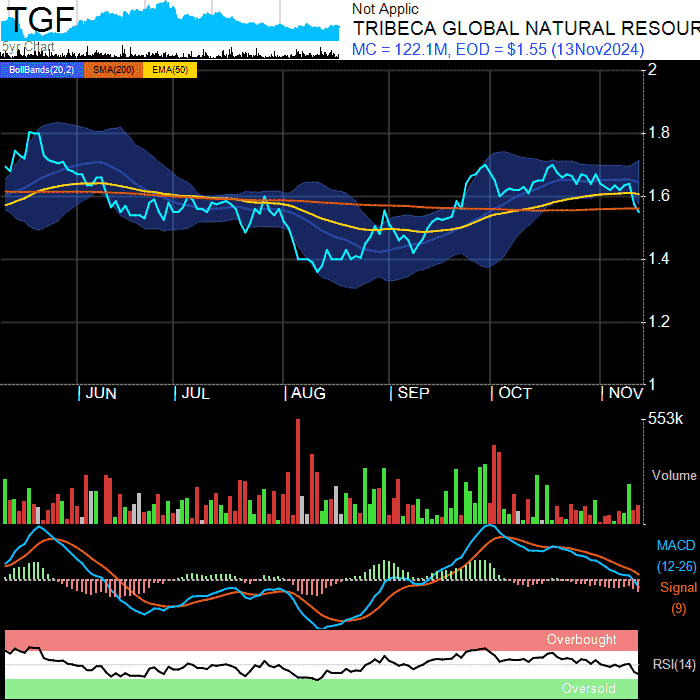 TGF
5yr Chart
Not Applic
TRIBECA GLOBAL NATURAL RESOUR
MC = 122.1M, EOD = $1.55 (13Nov2024)
BollBands(20,2) SMA(200) EMA(50)
2
1.8
1.6
1.4
1.2
1
JUN JUL AUG SEP OCT NOV
553k
Volume
MACD
(12-26)
Signal
(9)
Overbought
RSI(14)
Oversold